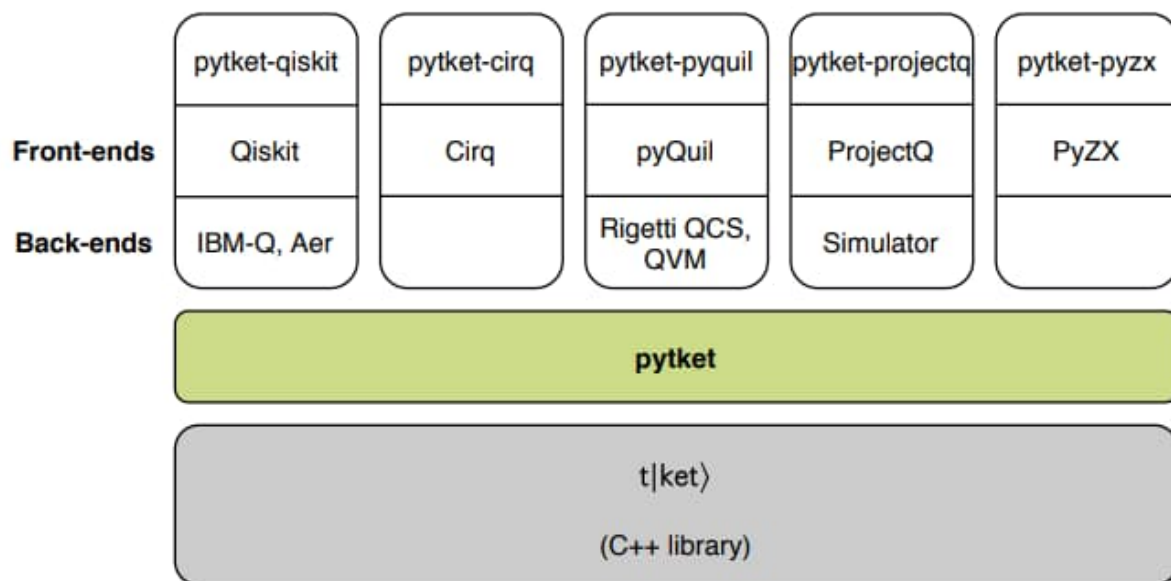 pytket-qiskit pytket-cirq pytket-pyquil pytket-projectq pytket-pyzx
Front-ends Qiskit Cirq pyQuil ProjectQ PyZX
Back-ends IBM-Q, Aer Rigetti QCS, QVM Simulator
pytket
t|ket⟩
(C++ library)